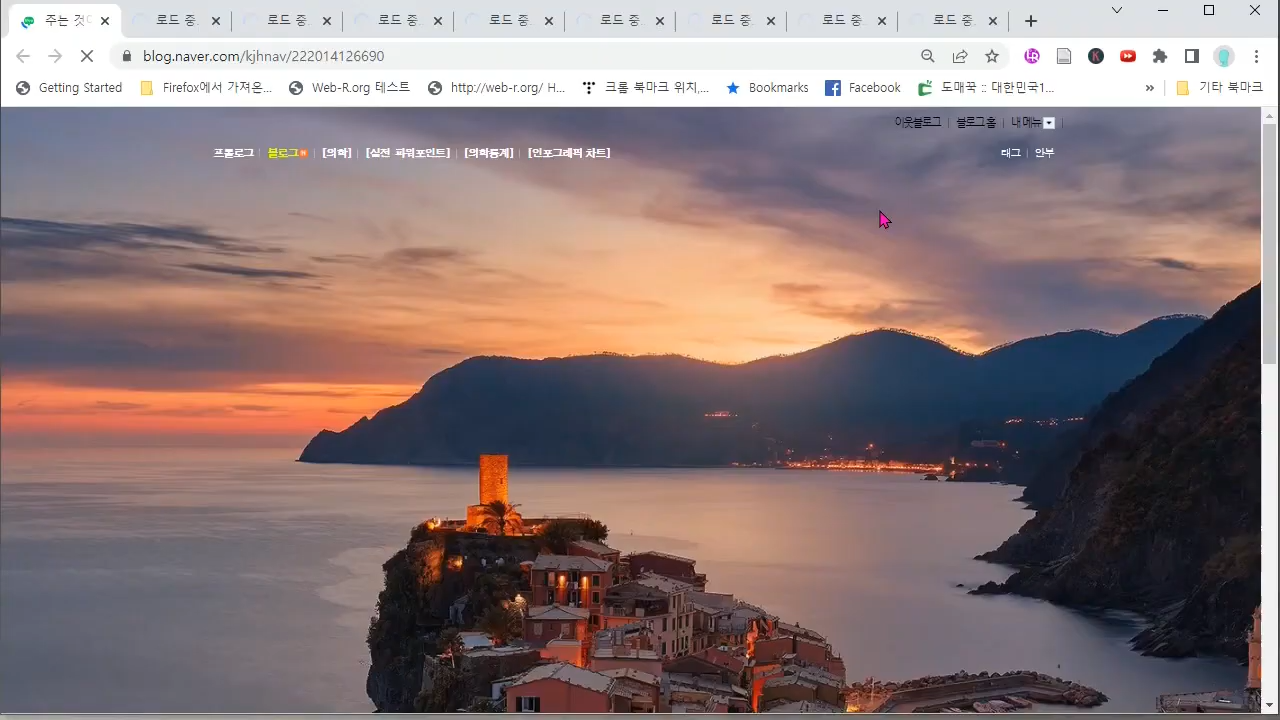 주는 것C
로드 중.
로드 중.
로드 중.
로드 중.
로드 중.
로드 중.
로드 중.
로드 중.
blog.naver.com/kjhnav/222014126690
Getting Started Firefox에서 가져온... Web-R.org 테스트 http://web-r.org/ H... 크롬 북마크 위치,... Bookmarks Facebook 도매꾹 :: 대한민국1... » 기타 북마크
이웃블로그 블로그 홈 내 메뉴
프롤로그 블로그 [의학] [실전 파워포인트] [의학통계] [인포그래픽 차트] 태그 안부